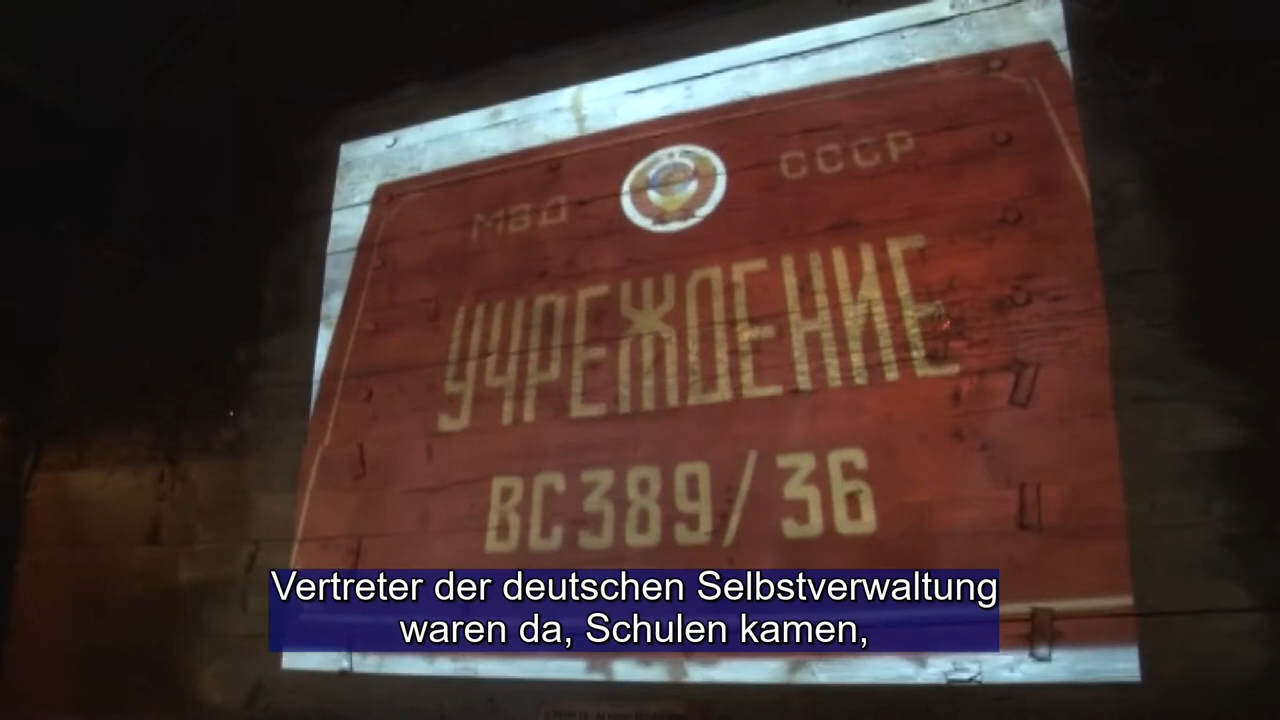 МВД СССР
УЧРЕЖДЕНИЕ
ВС389/36
Vertreter der deutschen Selbstverwaltung
waren da, Schulen kamen,